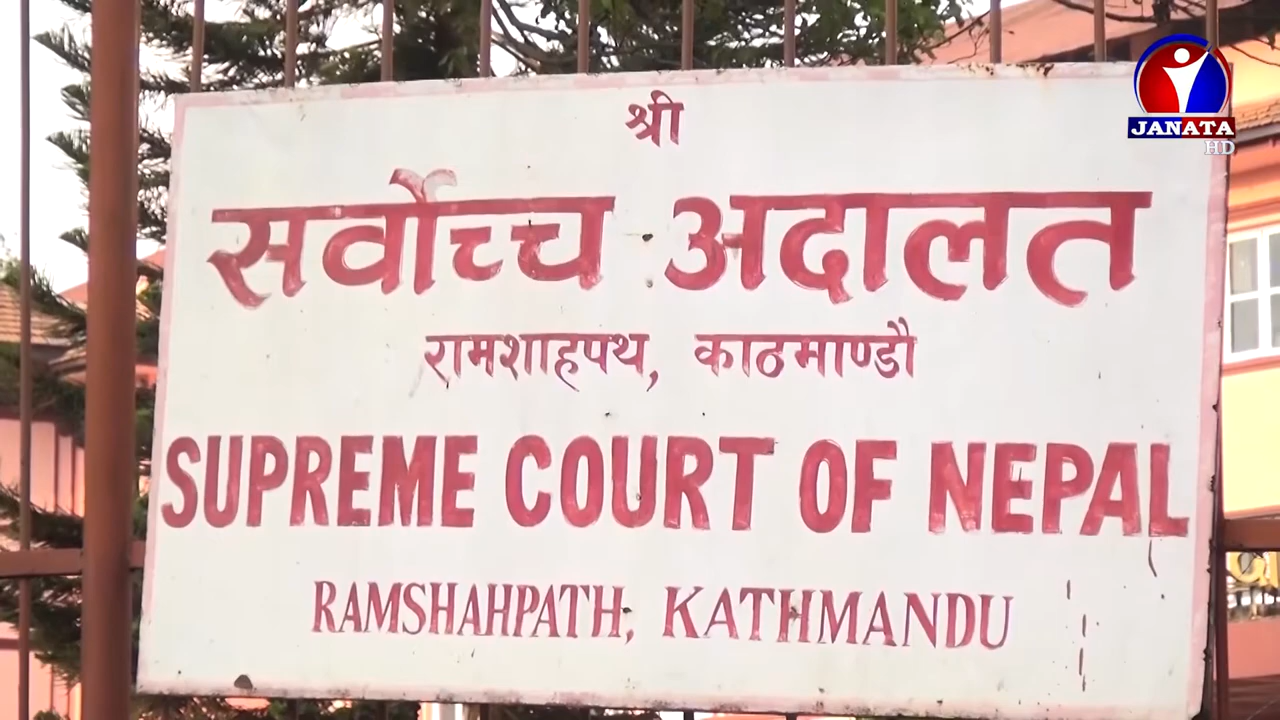 श्री
सर्वोच्च अदालत
रामशाहपथ, काठमाण्डौ
SUPREME COURT OF NEPAL
RAMSHAHPATH, KATHMANDU
JANATA
HD